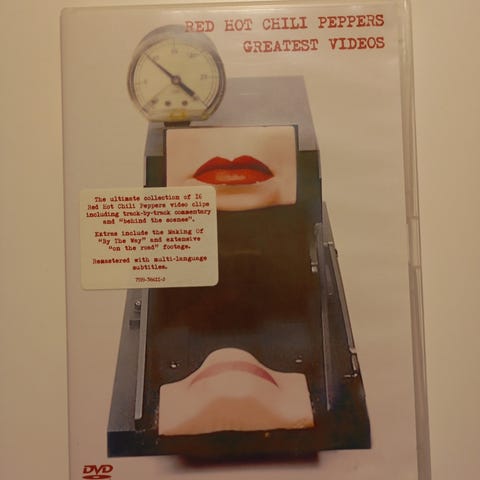 RED HOT CHILI PEPPERS
GREATEST VIDEOS
The ultimate collection of 16
Red Hot Chili Peppers video clips
including track-by-track commentary
and "behind the scenes".
Extras include the Making Of
"By The Way" and extensive
"on the road" footage.
Remastered with multi-language
subtitles.
DVD